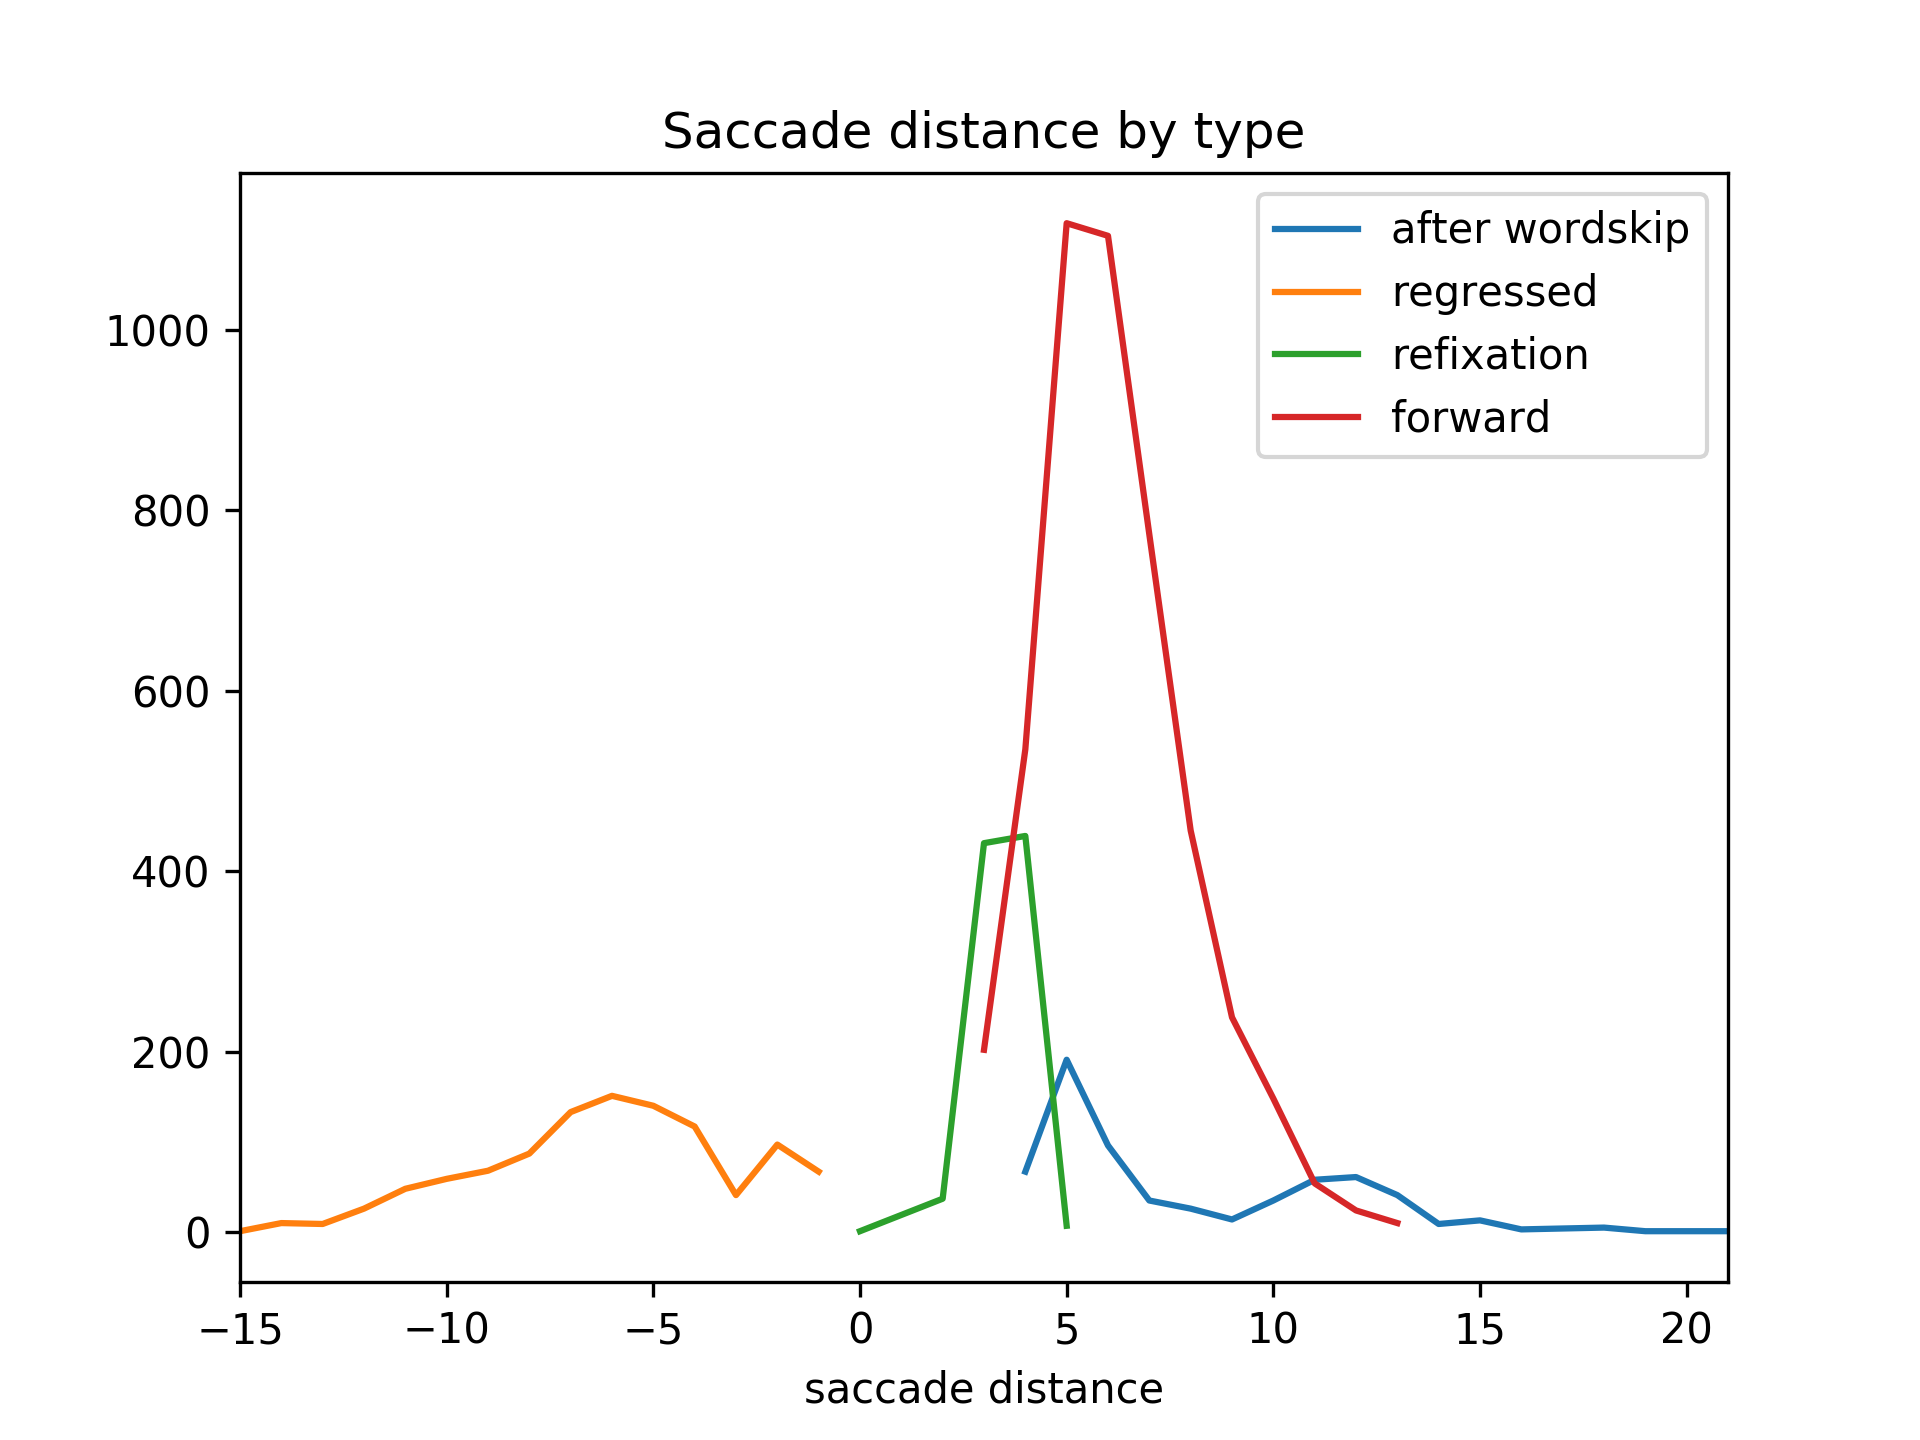 Saccade distance by type
after wordskip
regressed
refixation
forward
1000
800
600
400
200
0
−15 −10 −5 0 5 10 15 20
saccade distance